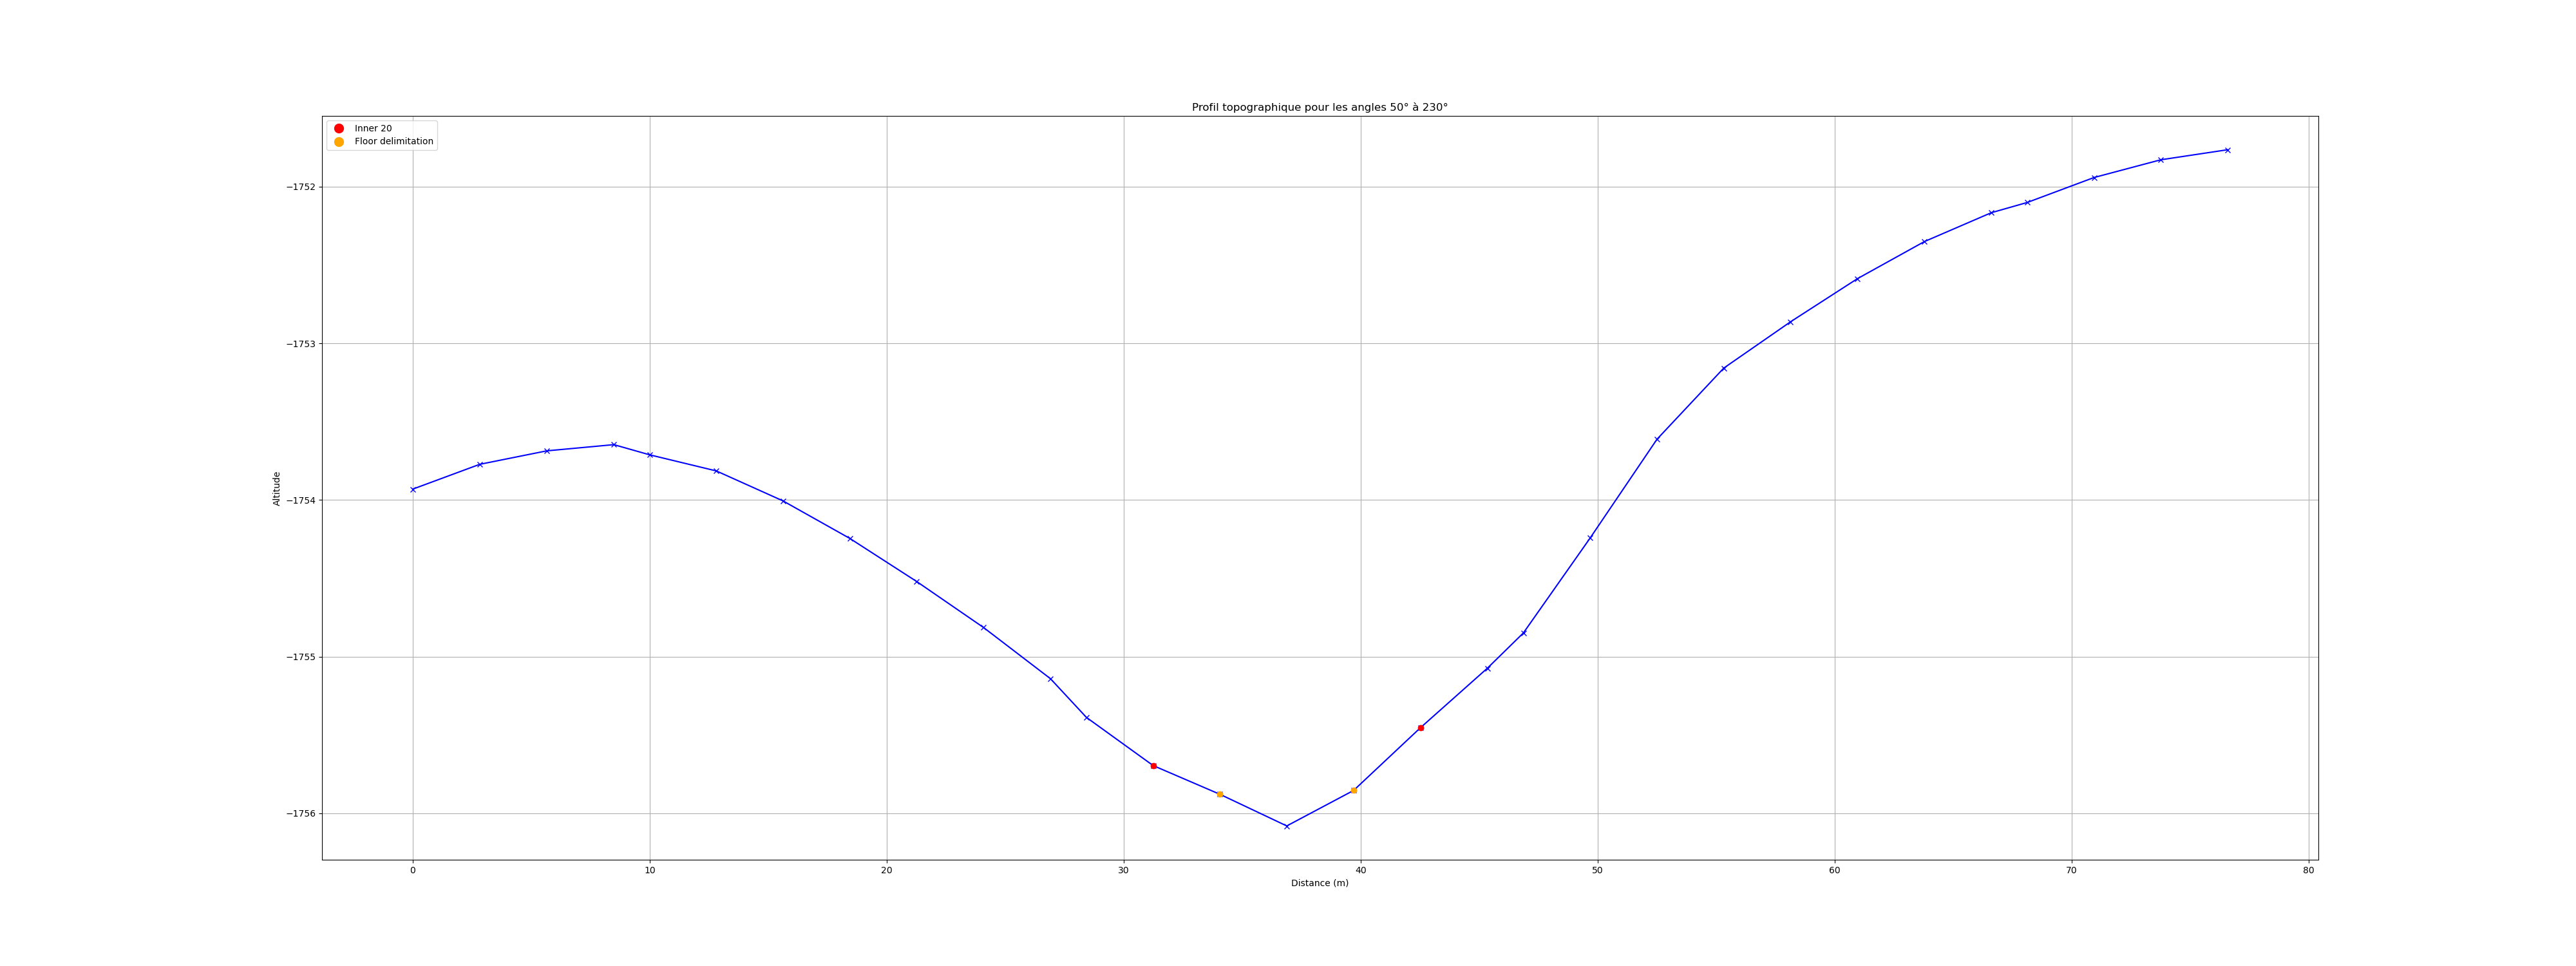 Profil topographique pour les angles 50° à 230°
Inner 20
Floor delimitation
−1752
−1753
−1754
−1755
−1756
Altitude
0 10 20 30 40 50 60 70 80
Distance (m)